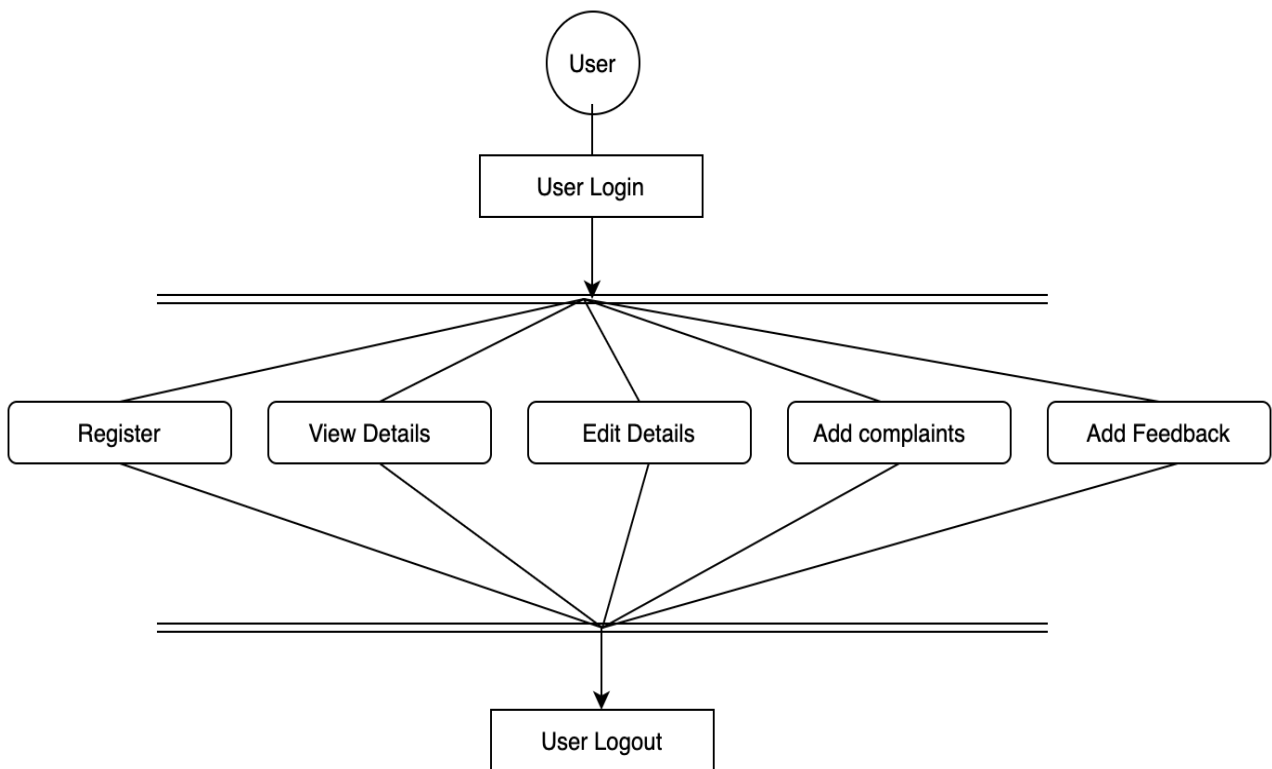 User
User Login
Register
View Details
Edit Details
Add complaints
Add Feedback
User Logout